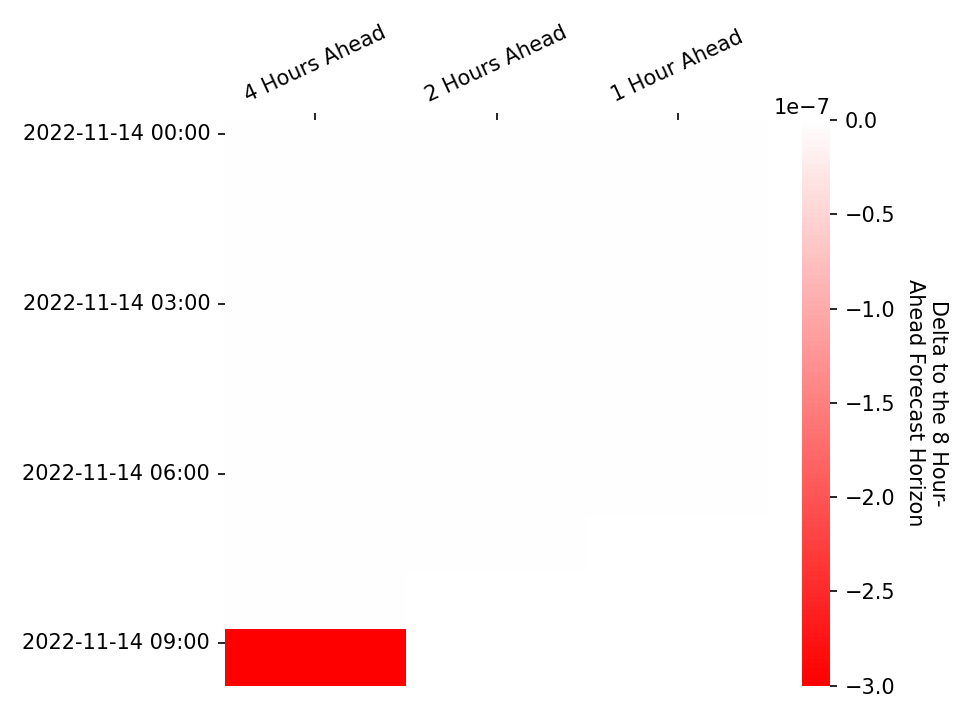 4 Hours Ahead
2 Hours Ahead
1 Hour Ahead
2022-11-14 00:00
2022-11-14 03:00
2022-11-14 06:00
2022-11-14 09:00
1e−7
0.0
−0.5
−1.0
−1.5
−2.0
−2.5
−3.0
Delta to the 8 Hour-
Ahead Forecast Horizon